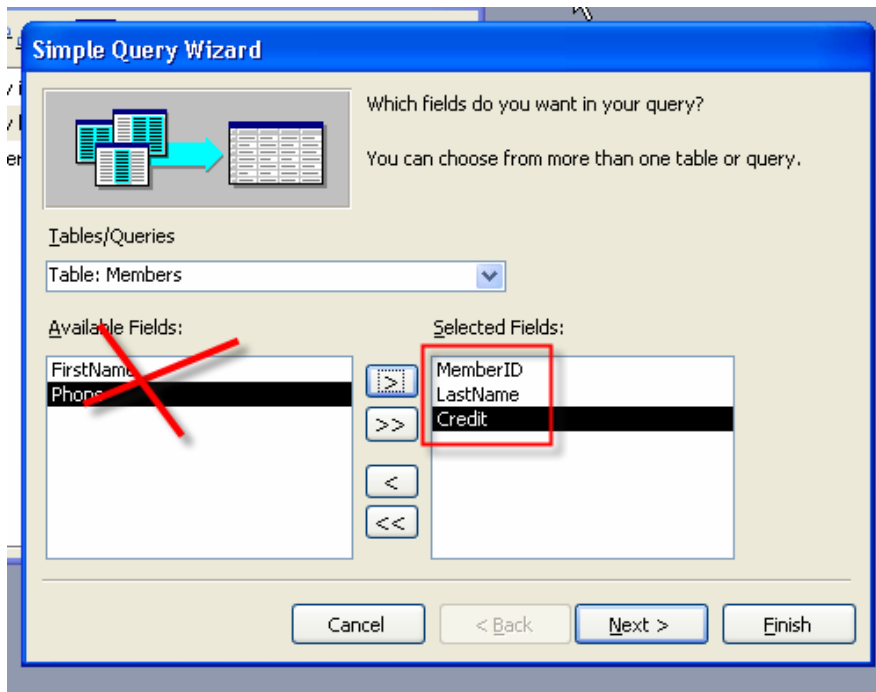 Simple Query Wizard
Which fields do you want in your query?
You can choose from more than one table or query.
Tables/Queries
Table: Members
Available Fields:
Selected Fields:
FirstName
Phone
>
>>
<
<<
MemberID
LastName
Credit
Cancel
< Back
Next >
Finish